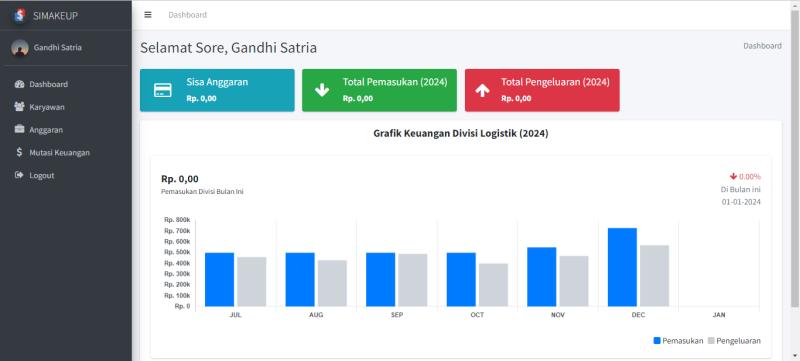 SIMAKEUP
Dashboard
Gandhi Satria
Dashboard
Karyawan
Anggaran
Mutasi Keuangan
Logout
Selamat Sore, Gandhi Satria
Dashboard
Sisa Anggaran
Rp. 0,00
Total Pemasukan (2024)
Rp. 0,00
Total Pengeluaran (2024)
Rp. 0,00
Grafik Keuangan Divisi Logistik (2024)
Rp. 0,00
Pemasukan Divisi Bulan Ini
0.00%
Di Bulan ini
01-01-2024
Rp. 800k
Rp. 700k
Rp. 600k
Rp. 500k
Rp. 400k
Rp. 300k
Rp. 200k
Rp. 100k
Rp. 0
JUL AUG SEP OCT NOV DEC JAN
Pemasukan Pengeluaran